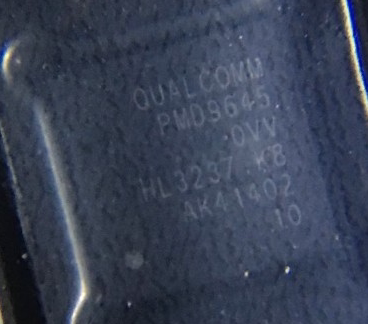 QUALCOMM
PMD9645
0VV
HL3237 K8
AK41402
10